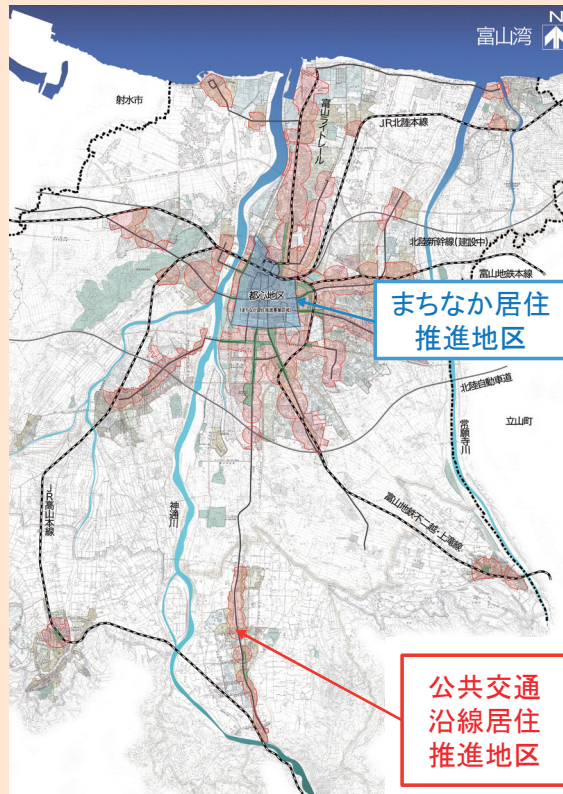 N
富山湾
射水市
富山ライトレール
JR北陸本線
北陸新幹線(建設中)
富山地鉄本線
都心地区
まちなか居住
推進地区
北陸自動車道
立山町
常願寺川
JR高山本線
神通川
富山地鉄不二越・上滝線
公共交通
沿線居住
推進地区